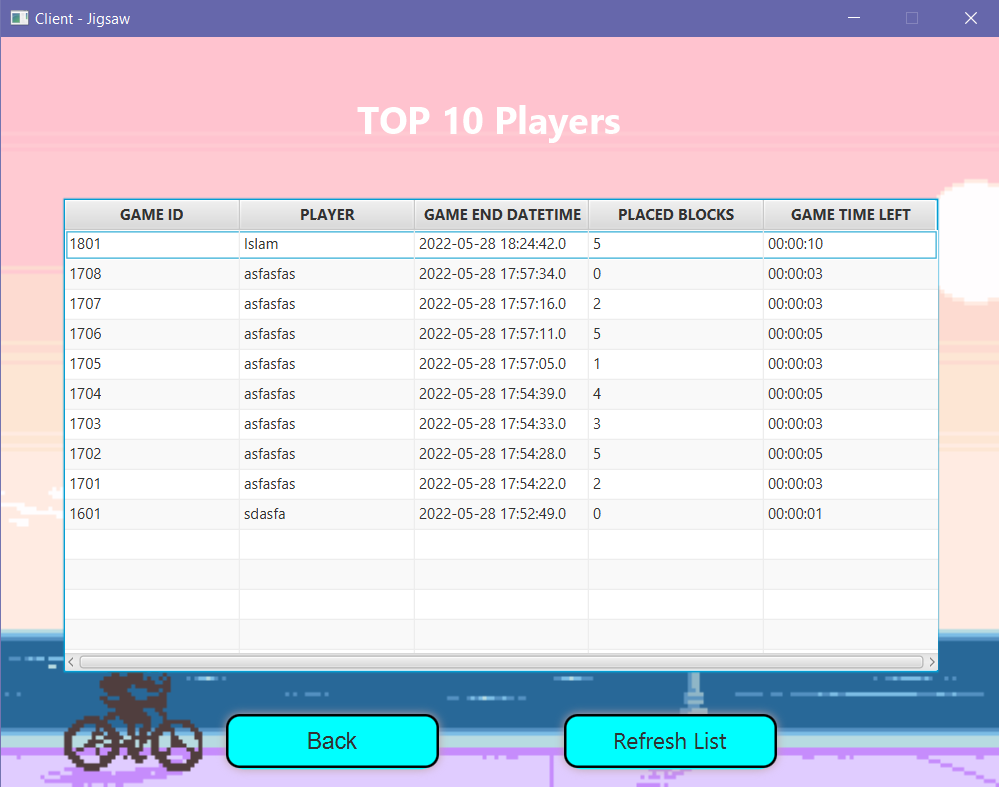 Client - Jigsaw
TOP 10 Players
GAME ID PLAYER GAME END DATETIME PLACED BLOCKS GAME TIME LEFT
1801 Islam 2022-05-28 18:24:42.0 5 00:00:10
1708 asfasfas 2022-05-28 17:57:34.0 0 00:00:03
1707 asfasfas 2022-05-28 17:57:16.0 2 00:00:03
1706 asfasfas 2022-05-28 17:57:11.0 5 00:00:05
1705 asfasfas 2022-05-28 17:57:05.0 1 00:00:03
1704 asfasfas 2022-05-28 17:54:39.0 4 00:00:05
1703 asfasfas 2022-05-28 17:54:33.0 3 00:00:03
1702 asfasfas 2022-05-28 17:54:28.0 5 00:00:05
1701 asfasfas 2022-05-28 17:54:22.0 2 00:00:03
1601 sdasfa 2022-05-28 17:52:49.0 0 00:00:01
Back Refresh List